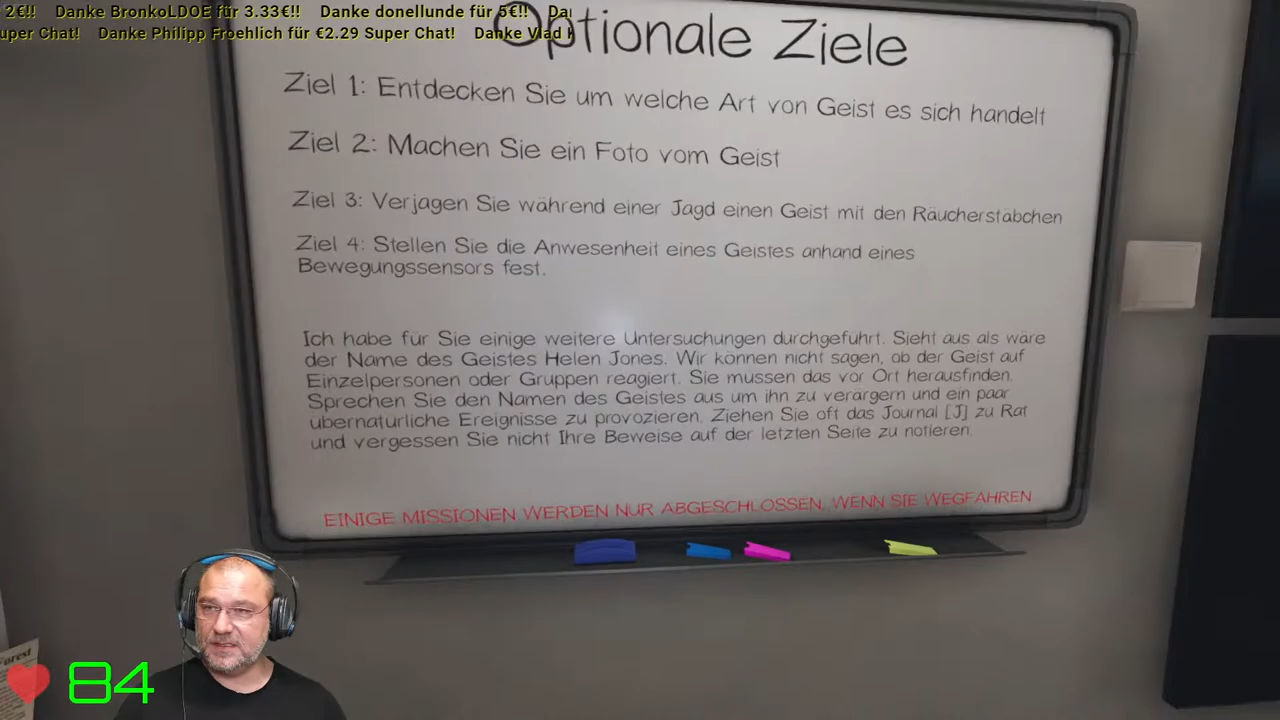 2€!! Danke BronkoLDOE für 3.33€!! Danke donellunde für 5€!!
uper Chat! Danke Philipp Froehlich für €2.29 Super Chat! Danke Vlad
Optionale Ziele
Ziel 1: Entdecken Sie um welche Art von Geist es sich handelt
Ziel 2: Machen Sie ein Foto vom Geist
Ziel 3: Verjagen Sie während einer Jagd einen Geist mit den Räucherstäbchen
Ziel 4: Stellen Sie die Anwesenheit eines Geistes anhand eines
Bewegungssensors fest.
Ich habe für Sie einige weitere Untersuchungen durchgeführt. Sieht aus als wäre
der Name des Geistes Helen Jones. Wir können nicht sagen, ob der Geist auf
Einzelpersonen oder Gruppen reagiert. Sie müssen das vor Ort herausfinden.
Sprechen Sie den Namen des Geistes aus um ihn zu verärgern und ein paar
übernatürliche Ereignisse zu provozieren. Ziehen Sie oft das Journal [J] zu Rat
und vergessen Sie nicht Ihre Beweise auf der letzten Seite zu notieren.
EINIGE MISSIONEN WERDEN NUR ABGESCHLOSSEN, WENN SIE WEGFAHREN
84